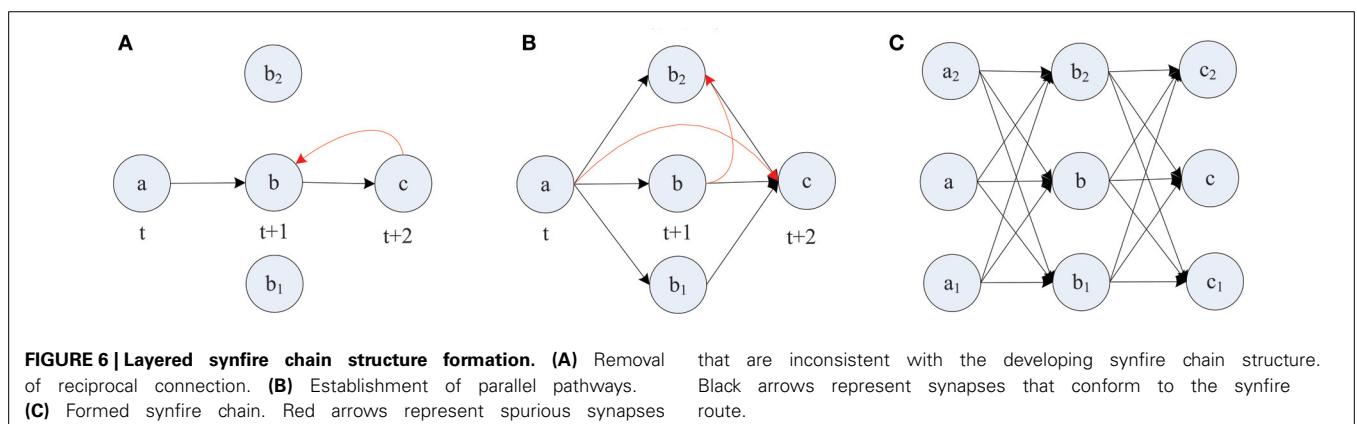 A
B
C
b2
a
b
c
t
t+1
t+2
b1
b2
a
b
c
t
t+1
t+2
b1
a2
b2
c2
a
b
c
a1
b1
c1
FIGURE 6 | Layered synfire chain structure formation. (A) Removal
of reciprocal connection. (B) Establishment of parallel pathways.
(C) Formed synfire chain. Red arrows represent spurious synapses
that are inconsistent with the developing synfire chain structure.
Black arrows represent synapses that conform to the synfire
route.